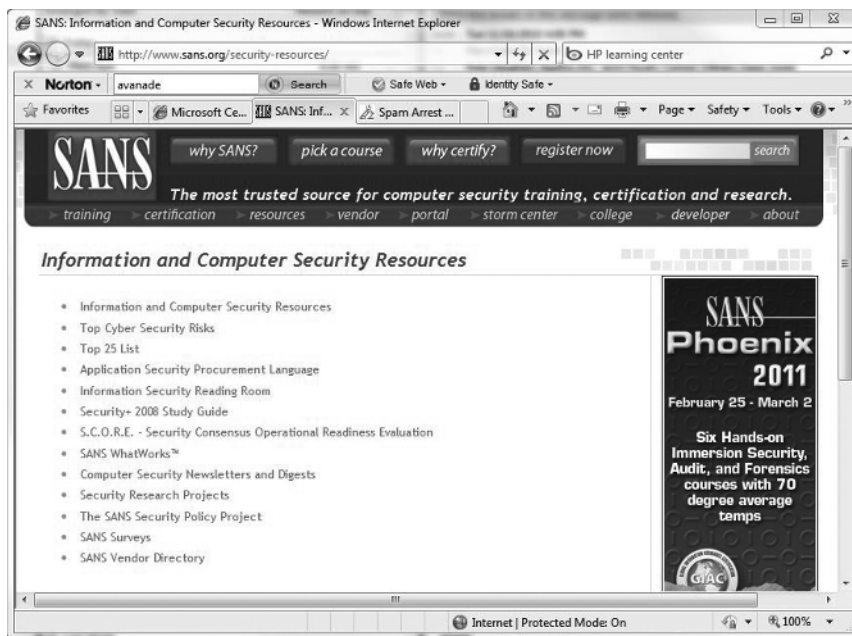 SANS: Information and Computer Security Resources - Windows Internet Explorer
http://www.sans.org/security-resources/
HP learning center
Norton
avanade
Search
Safe Web
Identity Safe
Favorites
Microsoft Ce...
SANS: Inf...
Spam Arrest ...
Page
Safety
Tools
SANS
why SANS?
pick a course
why certify?
register now
search
The most trusted source for computer security training, certification and research.
training
certification
resources
vendor
portal
storm center
college
developer
about
Information and Computer Security Resources
Information and Computer Security Resources
Top Cyber Security Risks
Top 25 List
Application Security Procurement Language
Information Security Reading Room
Security+ 2008 Study Guide
S.C.O.R.E. - Security Consensus Operational Readiness Evaluation
SANS WhatWorks™
Computer Security Newsletters and Digests
Security Research Projects
The SANS Security Policy Project
SANS Surveys
SANS Vendor Directory
SANS
Phoenix
2011
February 25 - March 2
Six Hands-on
Immersion Security,
Audit, and Forensics
courses with 70
degree average
temps
GIAC
Internet | Protected Mode: On
100%